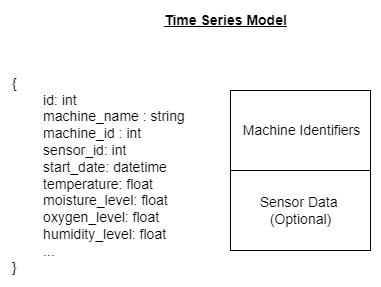 Time Series Model
{
id: int
machine_name : string
machine_id : int
sensor_id: int
start_date: datetime
temperature: float
moisture_level: float
oxygen_level: float
humidity_level: float
...
}
Machine Identifiers
Sensor Data
(Optional)